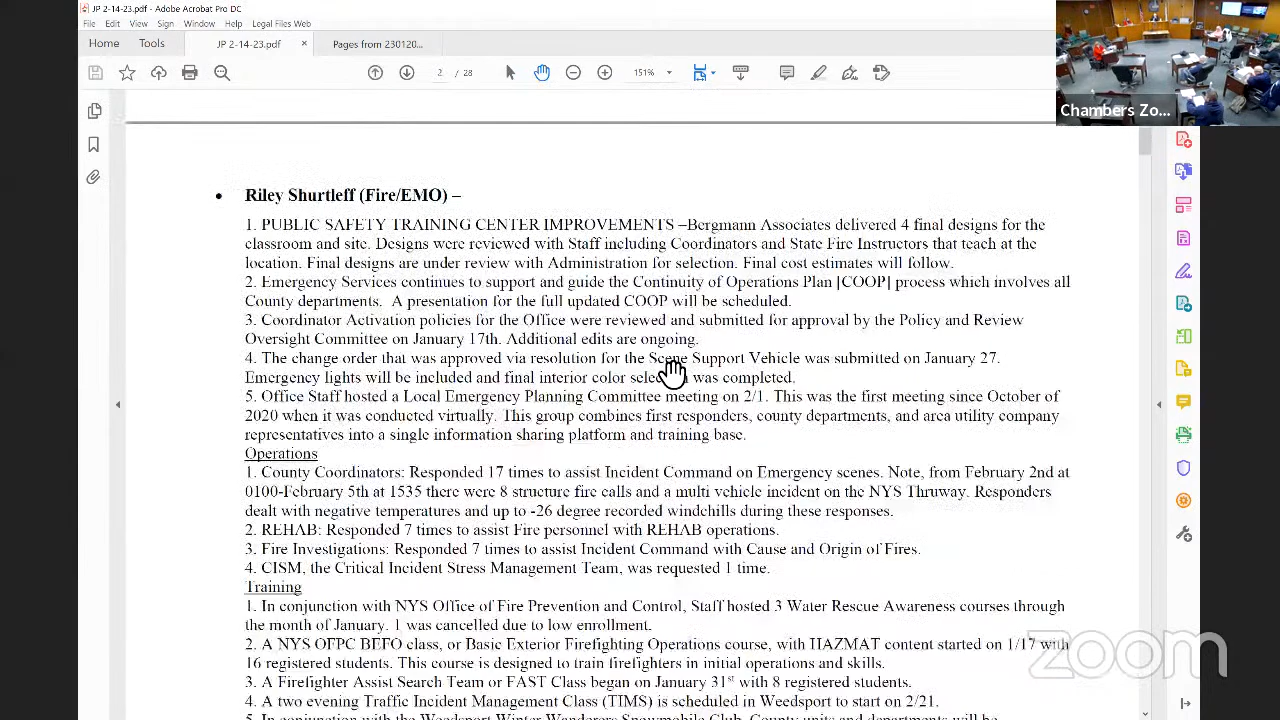 JP 2-14-23.pdf - Adobe Acrobat Pro DC
File Edit View Sign Window Help Legal Files Web
Home Tools JP 2-14-23.pdf × Pages from 230120...
2 / 28 151%
Chambers Zo...
• Riley Shurtleff (Fire/EMO) –
1. PUBLIC SAFETY TRAINING CENTER IMPROVEMENTS –Bergmann Associates delivered 4 final designs for the
classroom and site. Designs were reviewed with Staff including Coordinators and State Fire Instructors that teach at the
location. Final designs are under review with Administration for selection. Final cost estimates will follow.
2. Emergency Services continues to support and guide the Continuity of Operations Plan [COOP] process which involves all
County departments. A presentation for the full updated COOP will be scheduled.
3. Coordinator Activation policies for the Office were reviewed and submitted for approval by the Policy and Review
Oversight Committee on January 17th. Additional edits are ongoing.
4. The change order that was approved via resolution for the Scene Support Vehicle was submitted on January 27.
Emergency lights will be included and final interior color selection was completed.
5. Office Staff hosted a Local Emergency Planning Committee meeting on 2/1. This was the first meeting since October of
2020 when it was conducted virtually. This group combines first responders, county departments, and area utility company
representatives into a single information sharing platform and training base.
Operations
1. County Coordinators: Responded 17 times to assist Incident Command on Emergency scenes. Note, from February 2nd at
0100-February 5th at 1535 there were 8 structure fire calls and a multi vehicle incident on the NYS Thruway. Responders
dealt with negative temperatures and up to -26 degree recorded windchills during these responses.
2. REHAB: Responded 7 times to assist Fire personnel with REHAB operations.
3. Fire Investigations: Responded 7 times to assist Incident Command with Cause and Origin of Fires.
4. CISM, the Critical Incident Stress Management Team, was requested 1 time.
Training
1. In conjunction with NYS Office of Fire Prevention and Control, Staff hosted 3 Water Rescue Awareness courses through
the month of January. 1 was cancelled due to low enrollment.
2. A NYS OFPC BEFO class, or Basic Exterior Firefighting Operations course, with HAZMAT content started on 1/17 with
16 registered students. This course is designed to train firefighters in initial operations and skills.
3. A Firefighter Assist Search Team of FAST Class began on January 31st with 8 registered students.
4. A two evening Traffic Incident Management Class (TIMS) is scheduled in Weedsport to start on 2/21.
5. In conjunction with the Weedsport Winter Wanderers Snowmobile Club, County units and departments will be
zoom